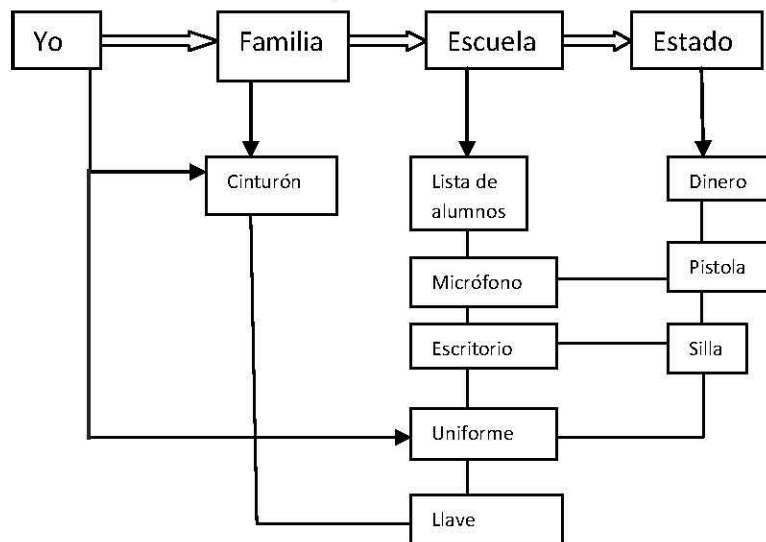 Yo
Familia
Escuela
Estado
Cinturón
Lista de
alumnos
Dinero
Micrófono
Pistola
Escritorio
Silla
Uniforme
Llave